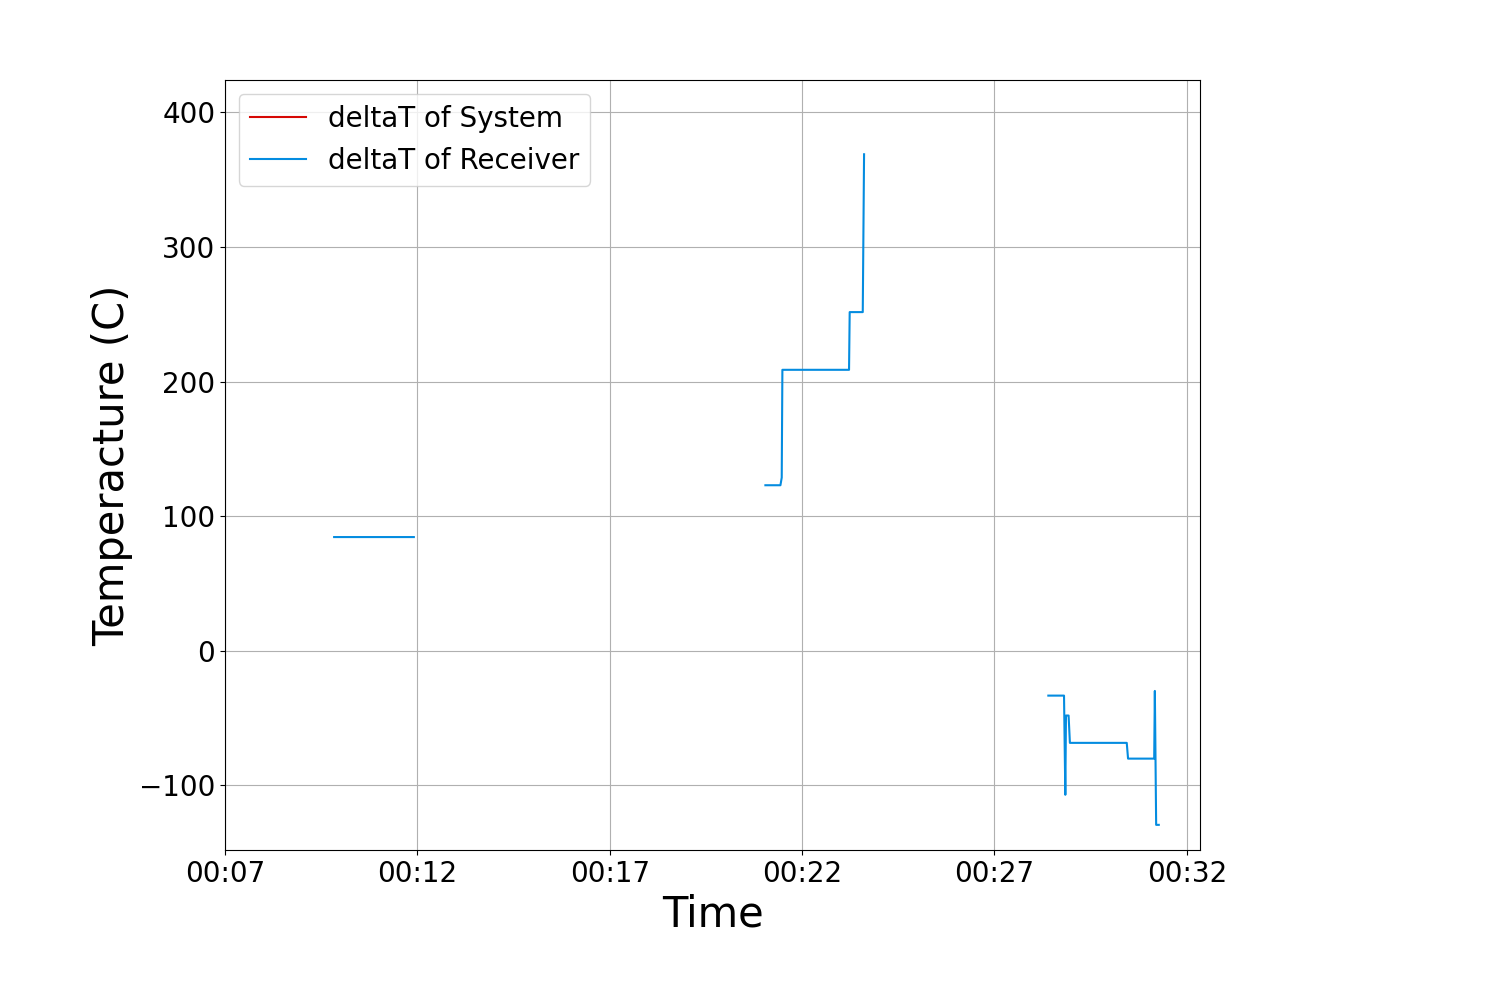 deltaT of System
deltaT of Receiver
400
300
200
100
0
−100
Temperacture (C)
00:07 00:12 00:17 00:22 00:27 00:32
Time